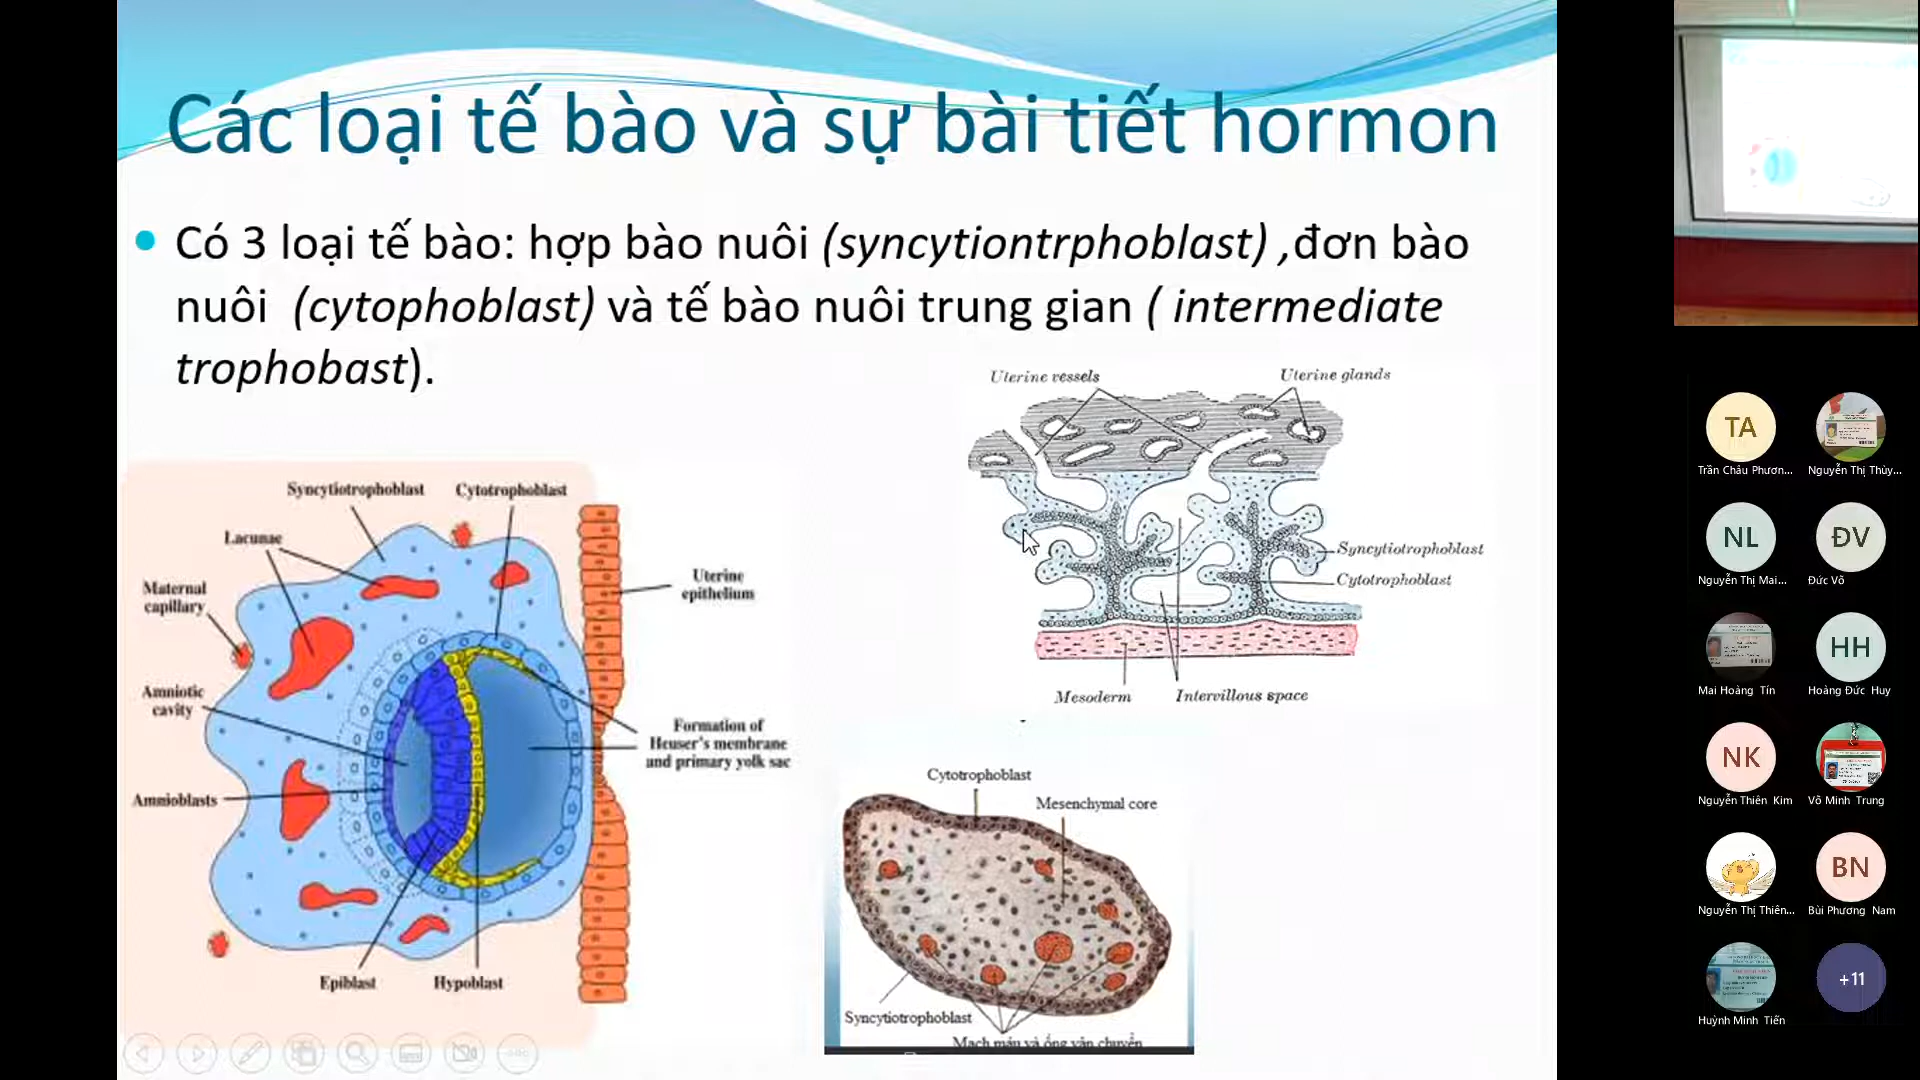 Các loại tế bào và sự bài tiết hormon
Có 3 loại tế bào: hợp bào nuôi (syncytiontrphoblast) ,đơn bào
nuôi (cytophoblast) và tế bào nuôi trung gian ( intermediate
trophobast).
Syncytiotrophoblast
Cytotrophoblast
Lacunae
Maternal
capillary
Uterine
epithelium
Amniotic
cavity
Formation of
Heuser's membrane
and primary yolk sac
Amnioblasts
Epiblast
Hypoblast
Uterine vessels
Uterine glands
Syncytiotrophoblast
Cytotrophoblast
Mesoderm
Intervillous space
Cytotrophoblast
Mesenchymal core
Syncytiotrophoblast
Mạch máu và ống vận chuyển
TA
Trần Châu Phươn...
Nguyễn Thị Thùy...
NL
Nguyễn Thị Mai...
ĐV
Đức Võ
Mai Hoàng Tín
HH
Hoàng Đức Huy
NK
Nguyễn Thiên Kim
Võ Minh Trung
Nguyễn Thị Thiên...
BN
Bùi Phương Nam
Huỳnh Minh Tiến
+11